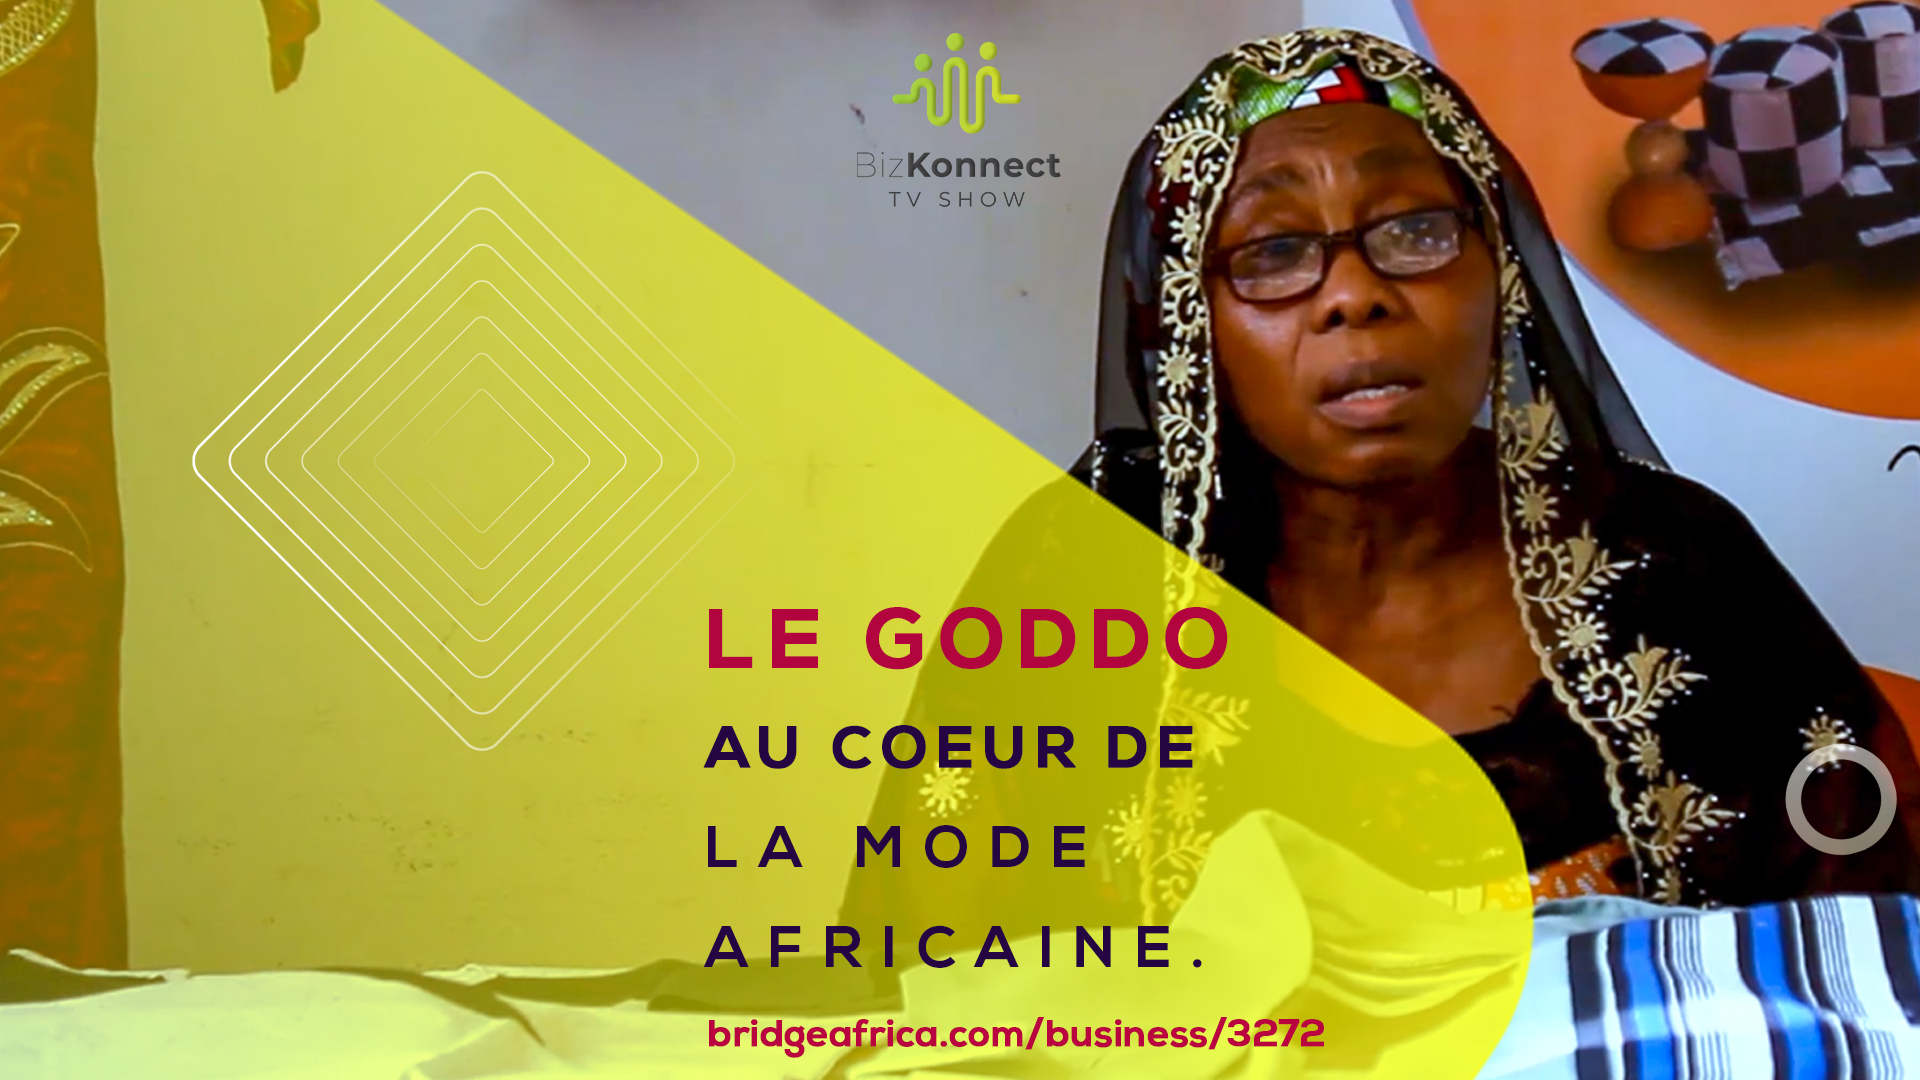 BizKonnect
TV SHOW
LE GODDO
AU COEUR DE
LA MODE
AFRICAINE.
bridgeafrica.com/business/3272